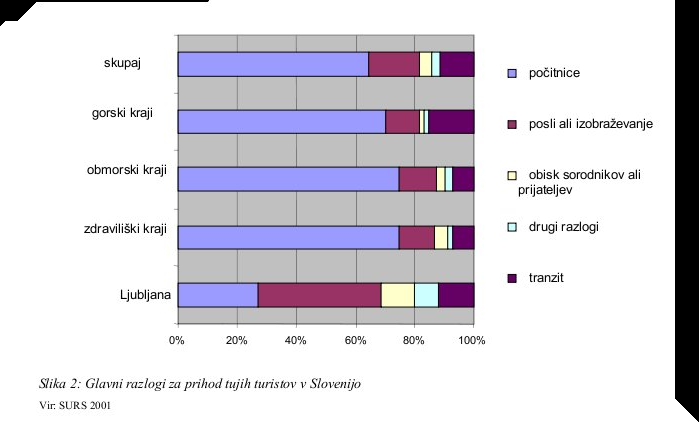 skupaj
gorski kraji
obmorski kraji
zdraviliški kraji
Ljubljana
0% 20% 40% 60% 80% 100%
počitnice
posli ali izobraževanje
obisk sorodnikov ali
prijateljev
drugi razlogi
tranzit
Slika 2: Glavni razlogi za prihod tujih turistov v Slovenijo
Vir: SURS 2001